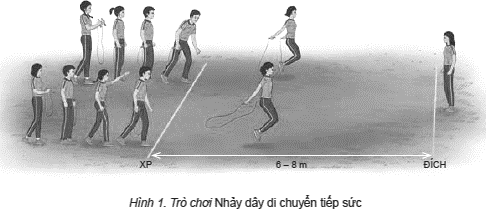 XP
6 – 8 m
ĐÍCH
Hình 1. Trò chơi Nhảy dây di chuyển tiếp sức